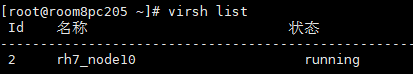 [root@room8pc205 ~]# virsh list
Id 名称 状态
----------------------------------------------------
2 rh7_node10 running